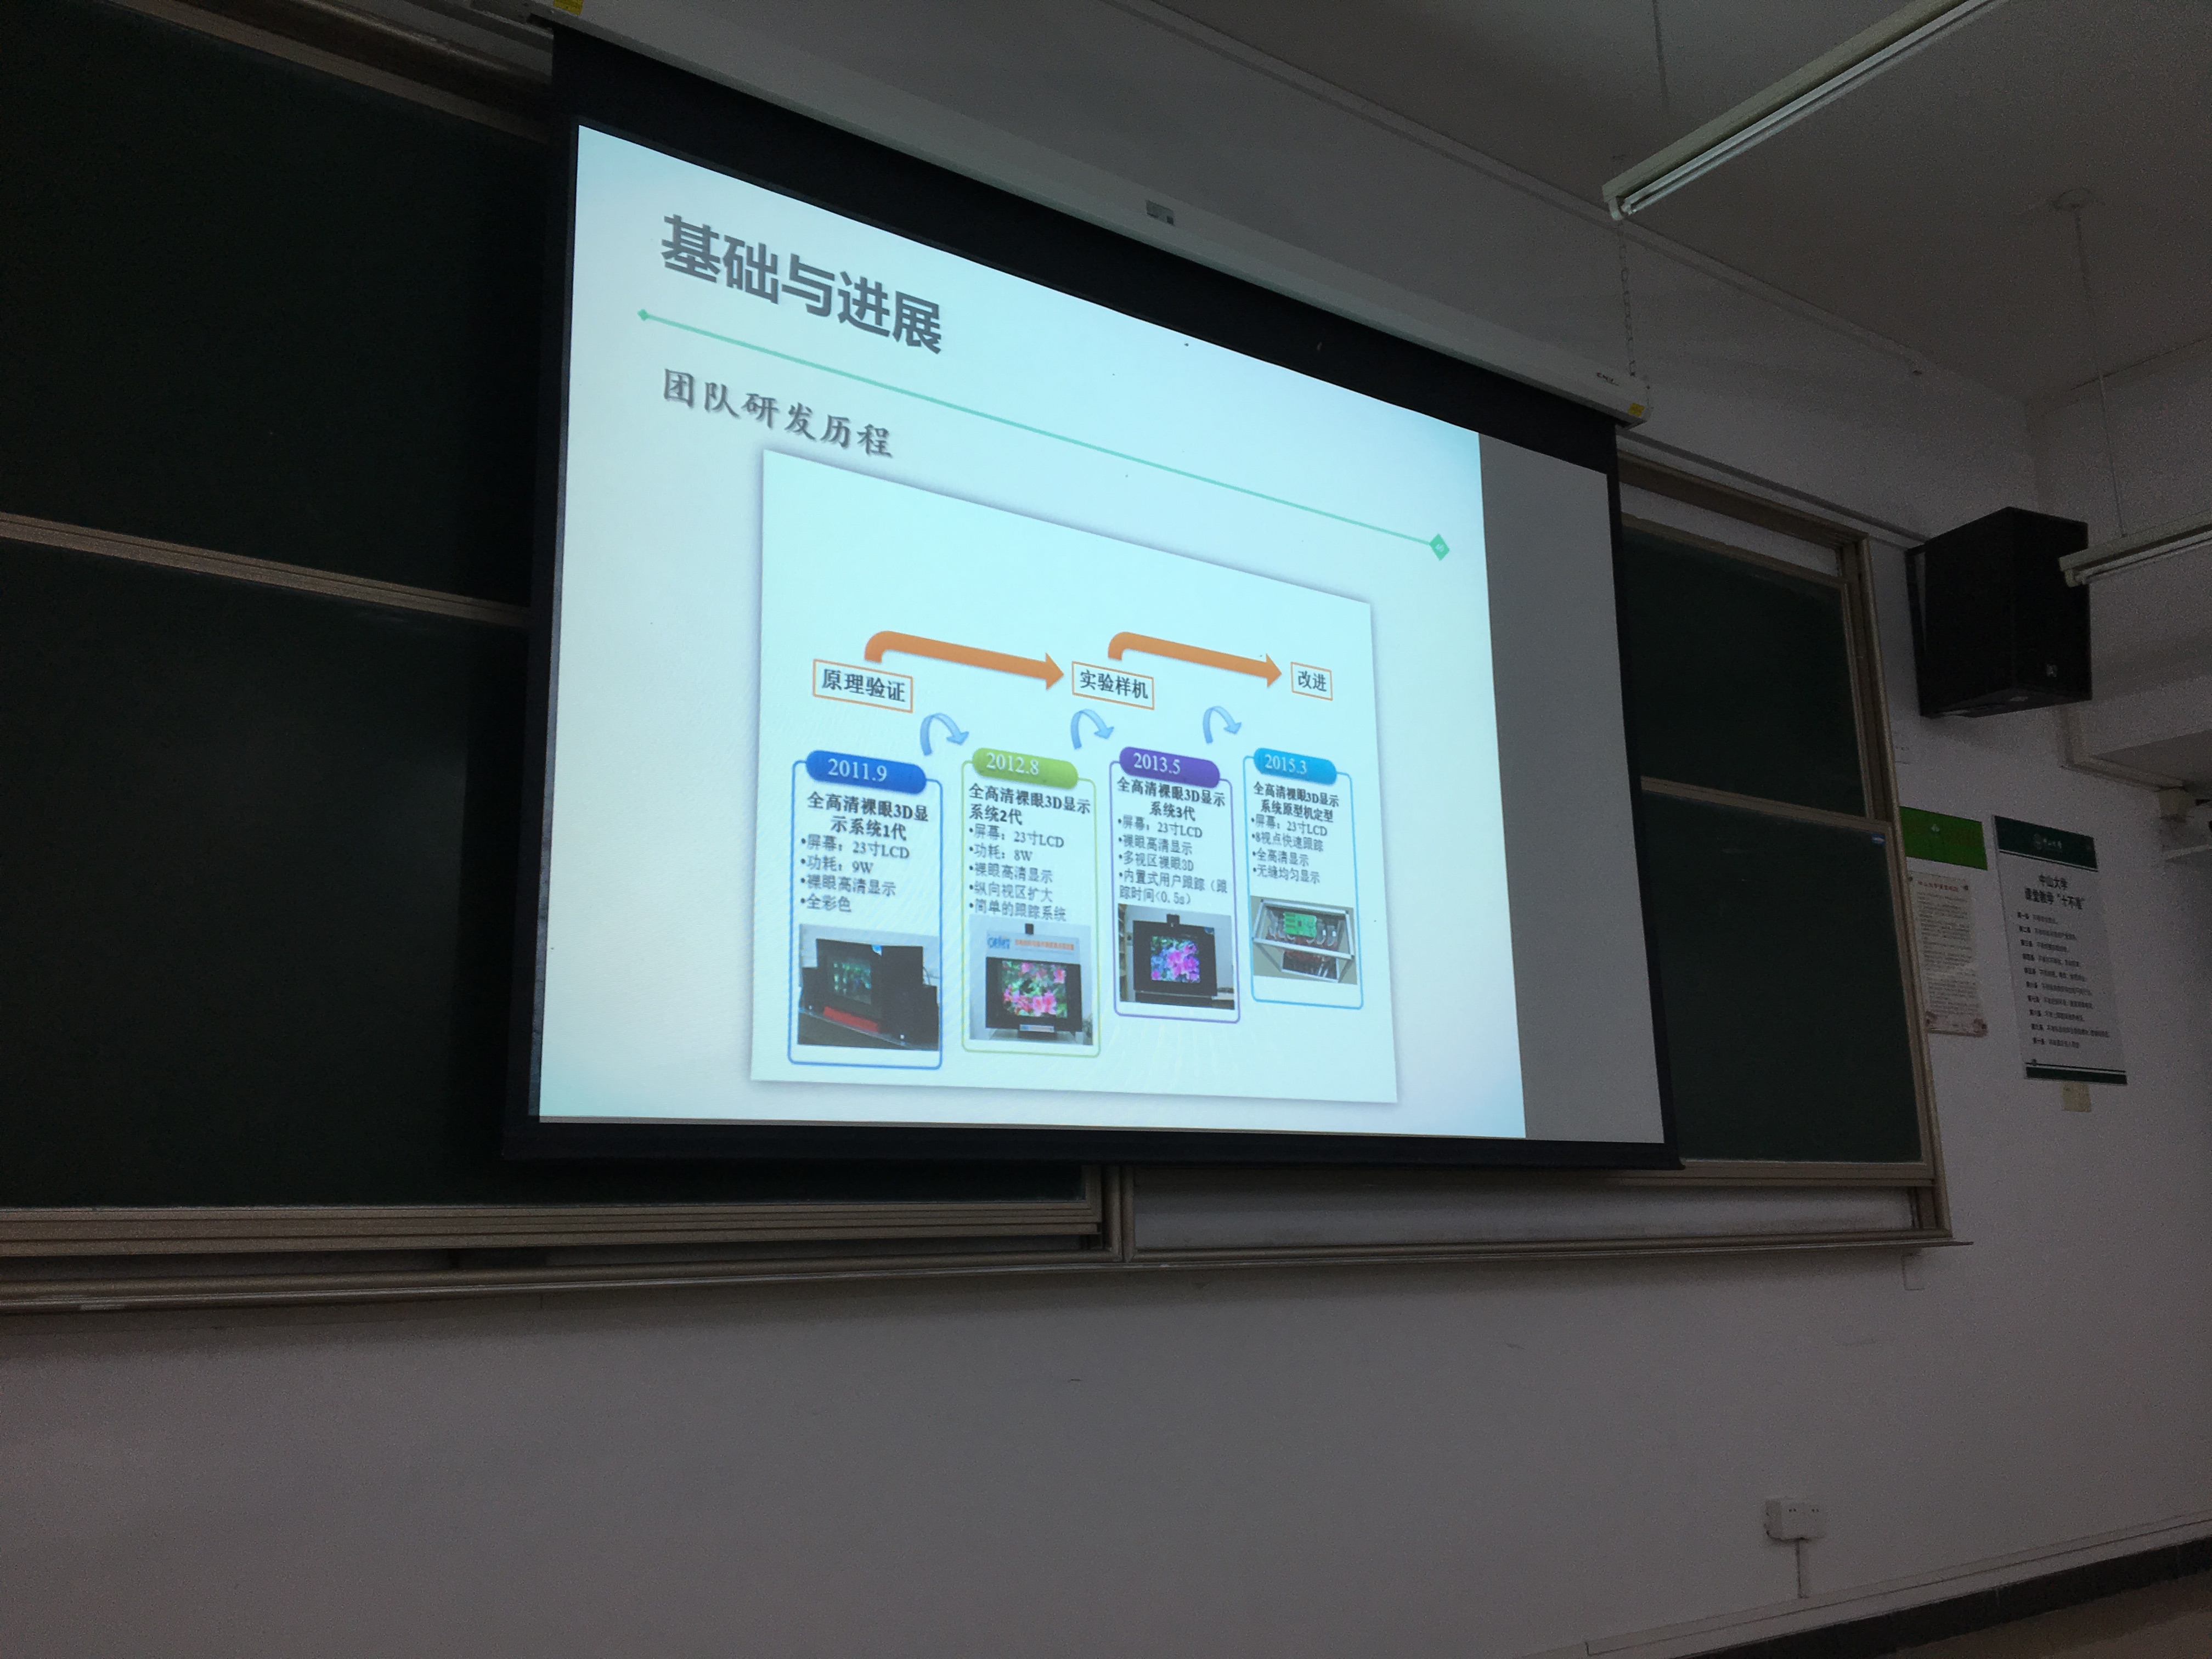 基础与进展
团队研发历程
原理验证
实验样机
改进
2011.9
全高清裸眼3D显
示系统1代
•屏幕：23寸LCD
•功耗：9W
•裸眼高清显示
•全彩色
2012.8
全高清裸眼3D显示
系统2代
•屏幕：23寸LCD
•功耗：8W
•裸眼高清显示
•纵向视区扩大
•简单的跟踪系统
2013.5
全高清裸眼3D显示
系统3代
•屏幕：23寸LCD
•裸眼高清显示
•多视区裸眼3D
•内置式用户跟踪（跟
踪时间<0.5s）
2015.3
全高清裸眼3D显示
系统原型机定型
•屏幕：23寸LCD
•8视点快速跟踪
•全高清显示
•无缝均匀显示
中山大学
课堂教学“十不准”